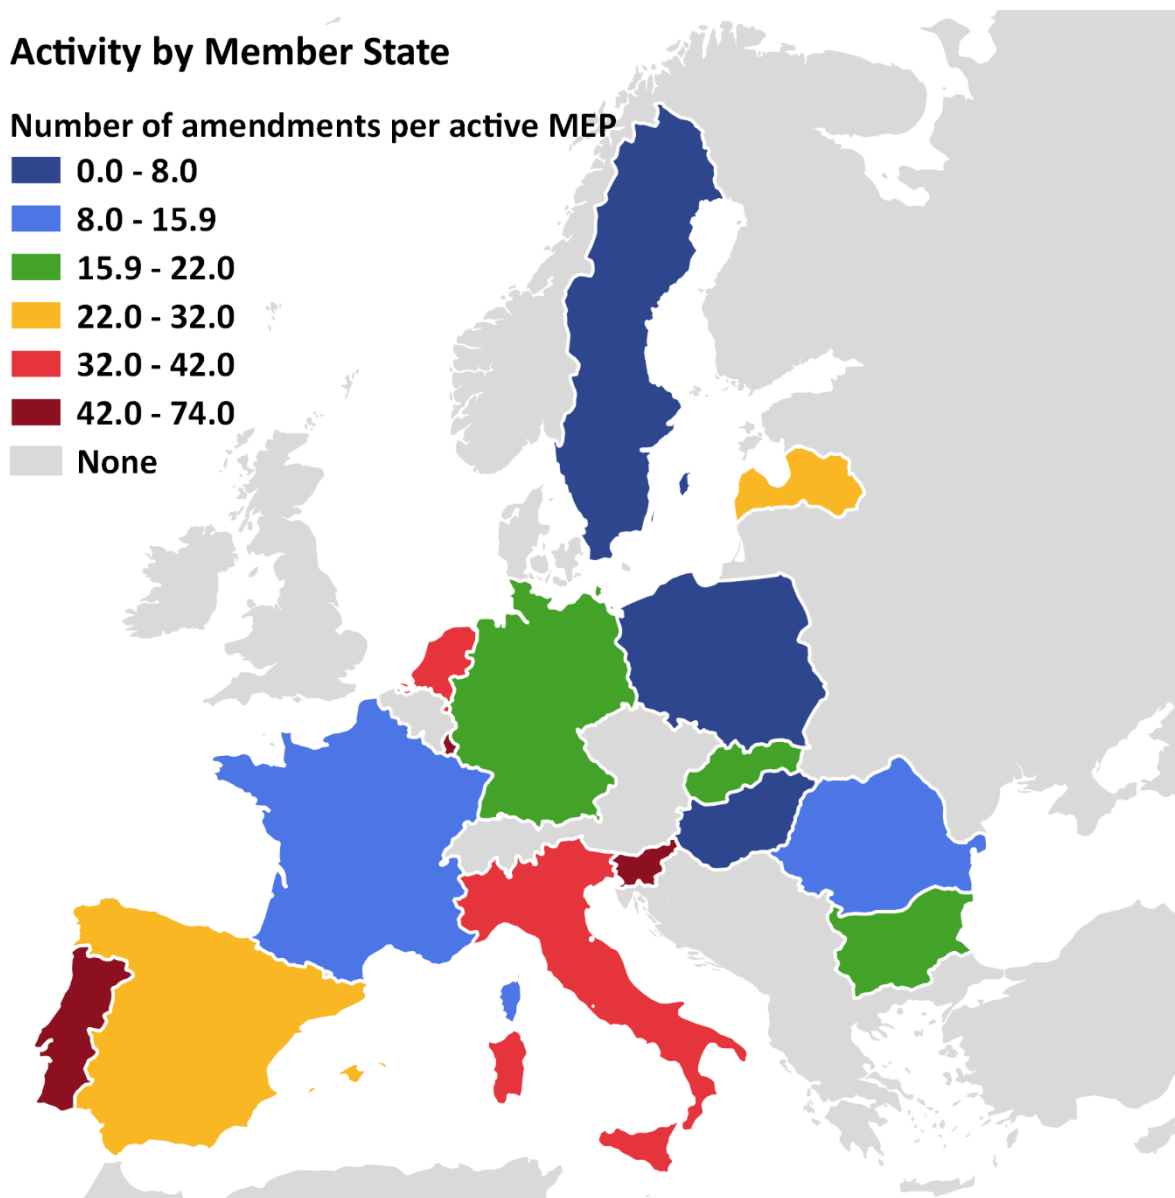 Activity by Member State
Number of amendments per active MEP
0.0 - 8.0
8.0 - 15.9
15.9 - 22.0
22.0 - 32.0
32.0 - 42.0
42.0 - 74.0
None